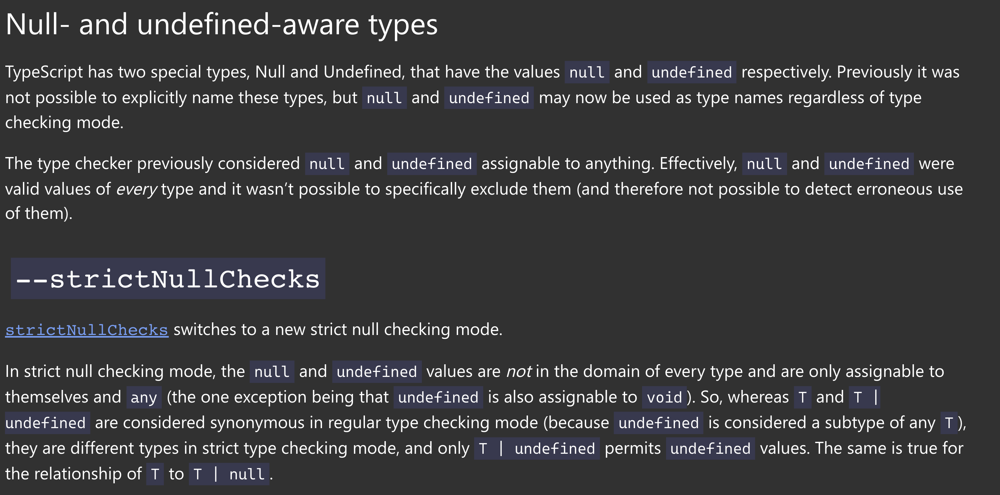 Null- and undefined-aware types
TypeScript has two special types, Null and Undefined, that have the values null and undefined respectively. Previously it was
not possible to explicitly name these types, but null and undefined may now be used as type names regardless of type
checking mode.
The type checker previously considered null and undefined assignable to anything. Effectively, null and undefined were
valid values of every type and it wasn’t possible to specifically exclude them (and therefore not possible to detect erroneous use
of them).
--strictNullChecks
strictNullChecks switches to a new strict null checking mode.
In strict null checking mode, the null and undefined values are not in the domain of every type and are only assignable to
themselves and any (the one exception being that undefined is also assignable to void). So, whereas T and T |
undefined are considered synonymous in regular type checking mode (because undefined is considered a subtype of any T),
they are different types in strict type checking mode, and only T | undefined permits undefined values. The same is true for
the relationship of T to T | null.